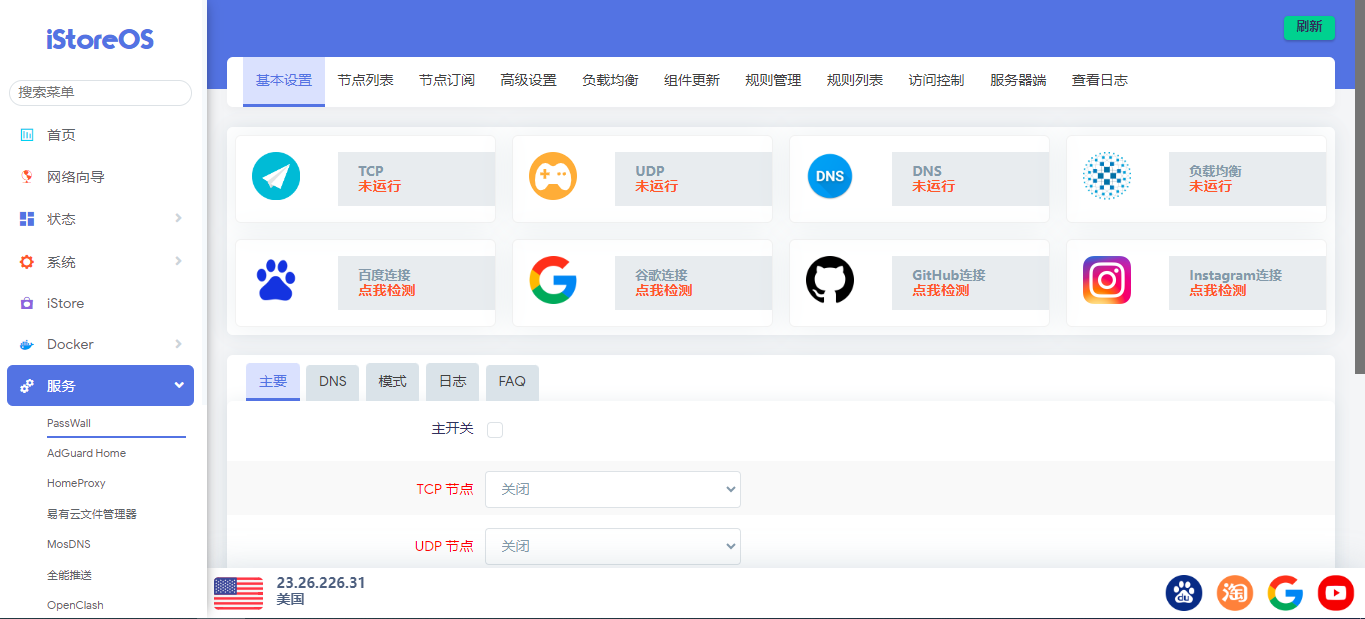 iStoreOS
搜索菜单
首页
网络向导
状态
系统
iStore
Docker
服务
PassWall
AdGuard Home
HomeProxy
易有云文件管理器
MosDNS
全能推送
OpenClash
刷新
基本设置 节点列表 节点订阅 高级设置 负载均衡 组件更新 规则管理 规则列表 访问控制 服务器端 查看日志
TCP
未运行
UDP
未运行
DNS
DNS
未运行
负载均衡
未运行
百度连接
点我检测
谷歌连接
点我检测
GitHub连接
点我检测
Instagram连接
点我检测
主要 DNS 模式 日志 FAQ
主开关
TCP 节点 关闭
UDP 节点 关闭
23.26.226.31
美国
du
淘